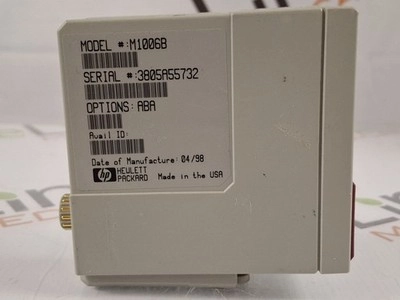 MODEL #:M1006B
SERIAL #:3805A55732
OPTIONS:ABA
Avail ID:
Date of Manufacture: 04/98
hp HEWLETT
PACKARD Made in the USA